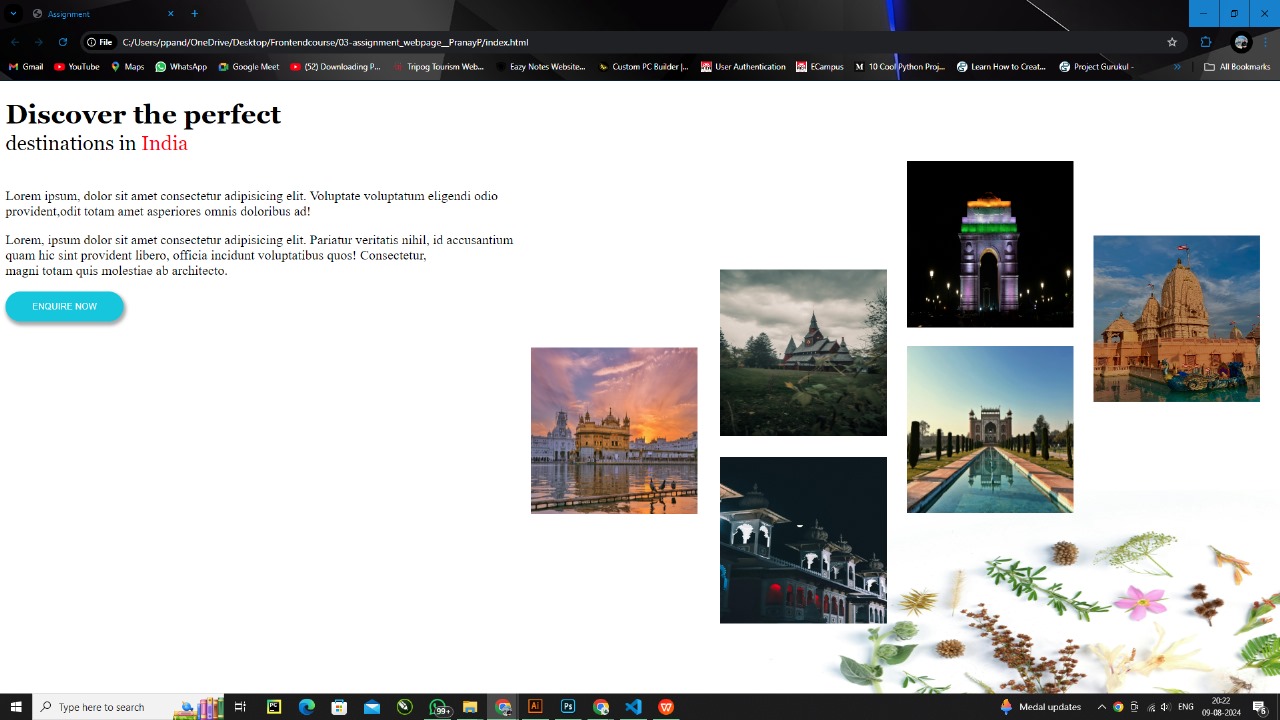 Assignment
File
C:/Users/ppand/OneDrive/Desktop/Frontendcourse/03-assignment_webpage__PranayP/index.html
Gmail
YouTube
Maps
WhatsApp
Google Meet
(52) Downloading P...
Tripog Tourism Web...
Eazy Notes Website...
Custom PC Builder |...
User Authentication
ECampus
10 Cool Python Proj...
Learn How to Creat...
Project Gurukul -
All Bookmarks
Discover the perfect
destinations in India
Lorem ipsum, dolor sit amet consectetur adipisicing elit. Voluptate voluptatum eligendi odio
provident,odit totam amet asperiores omnis doloribus ad!
Lorem, ipsum dolor sit amet consectetur adipisicing elit. Pariatur veritatis nihil, id accusantium
quam hic sint provident libero, officia incidunt voluptatibus quos! Consectetur,
magni totam quis molestiae ab architecto.
ENQUIRE NOW
Type here to search
99+
Medal updates
ENG
20:22
09-08-2024
6